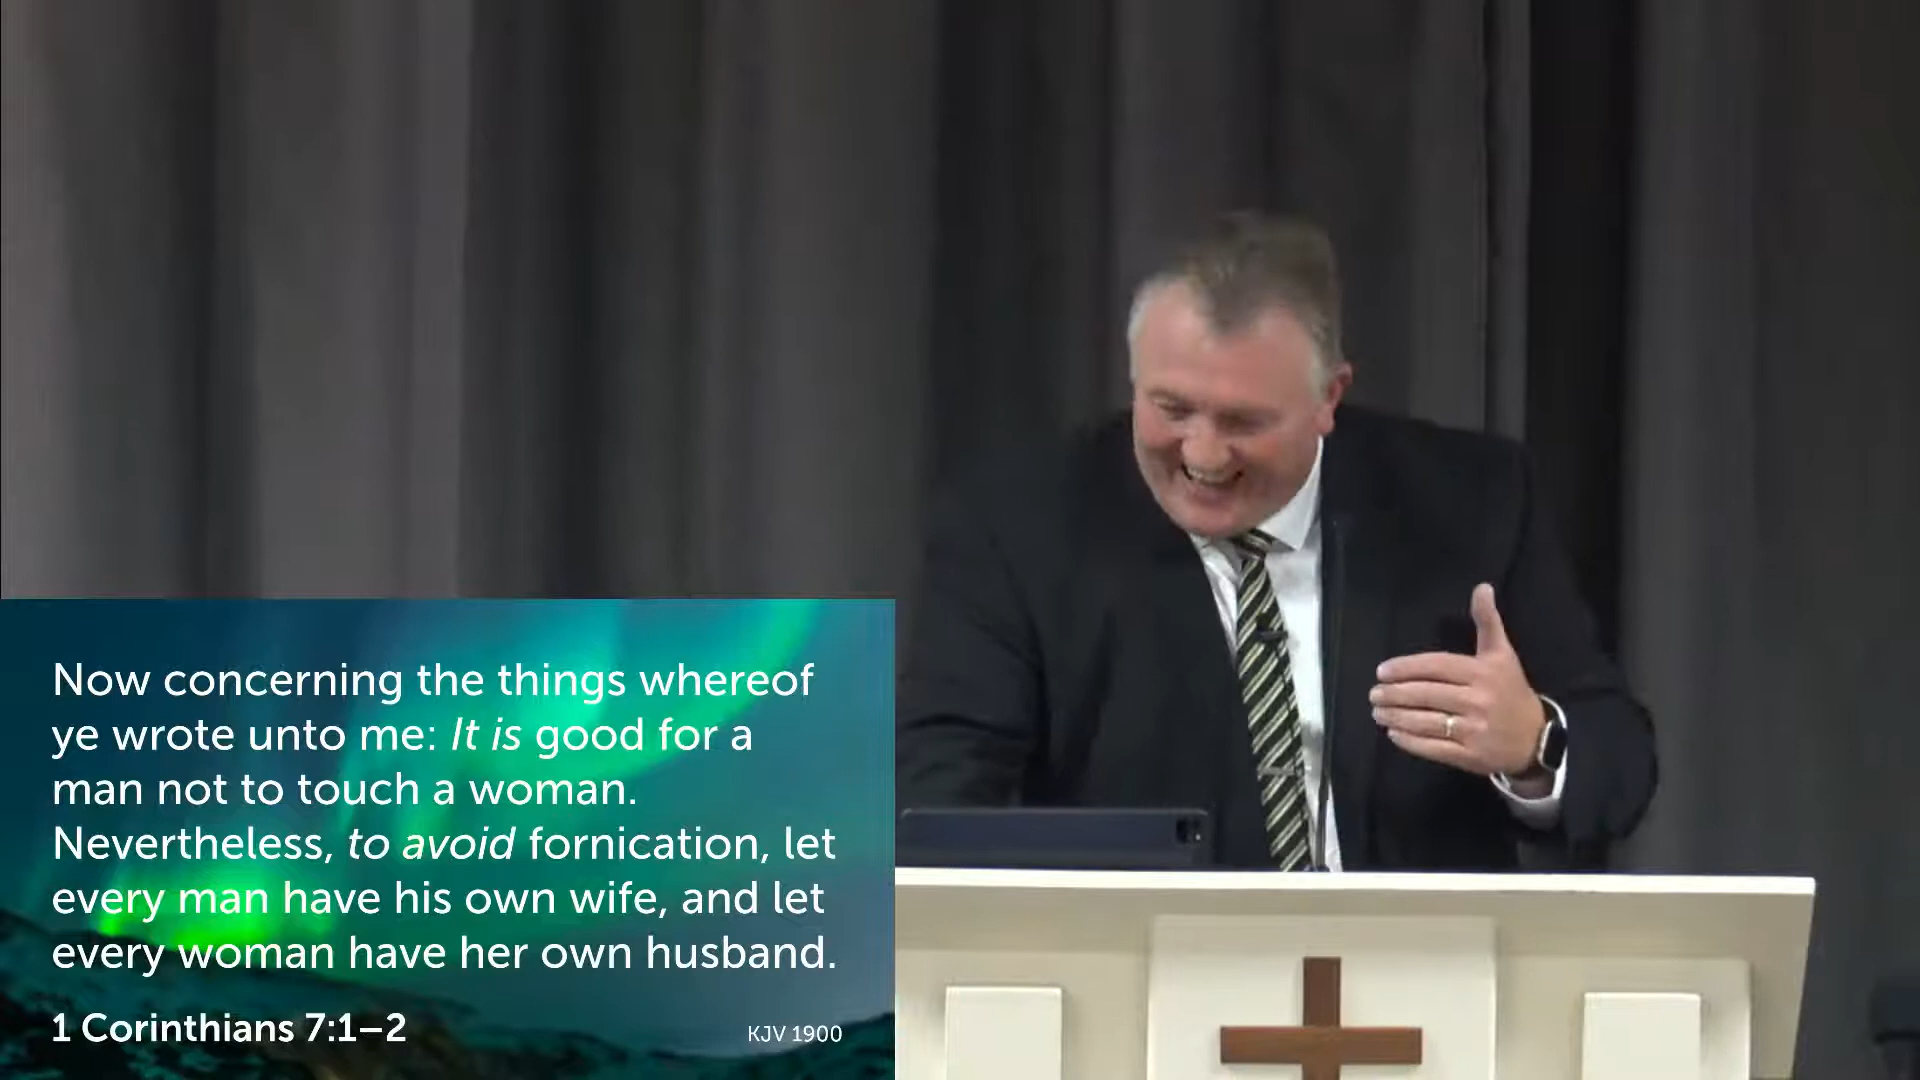 Now concerning the things whereof
ye wrote unto me: It is good for a
man not to touch a woman.
Nevertheless, to avoid fornication, let
every man have his own wife, and let
every woman have her own husband.
1 Corinthians 7:1–2
KJV 1900